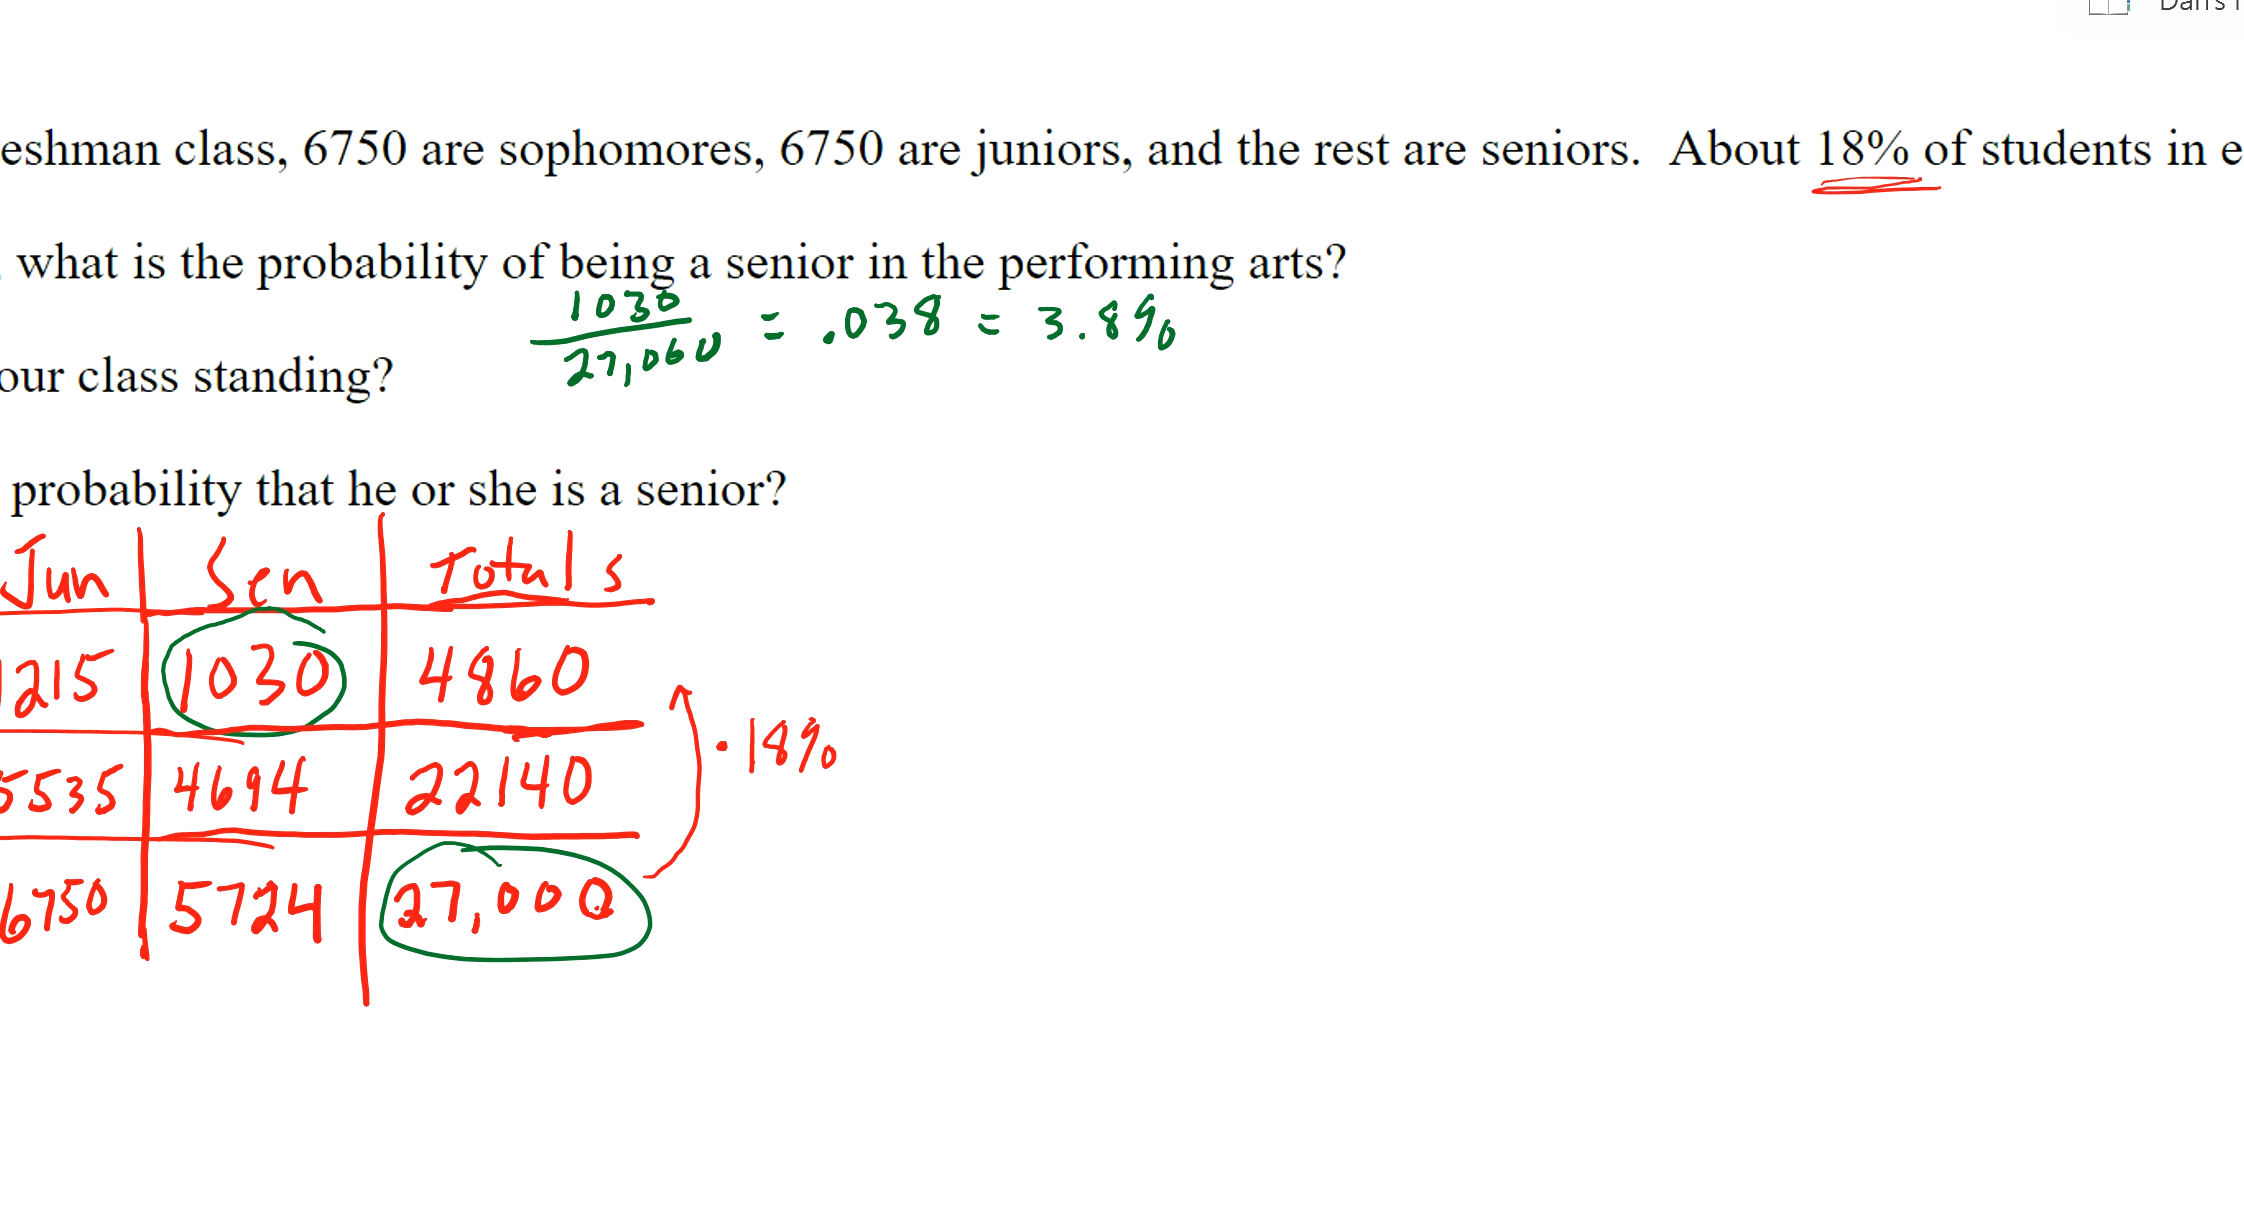 Dan's
eshman class, 6750 are sophomores, 6750 are juniors, and the rest are seniors. About 18% of students in e
what is the probability of being a senior in the performing arts?
1030
27,060 = .038 = 3.8%
our class standing?
probability that he or she is a senior?
Jun Sen Totals
1215 1030 4860
· 18%
5535 4694 22140
6750 5724 27,000